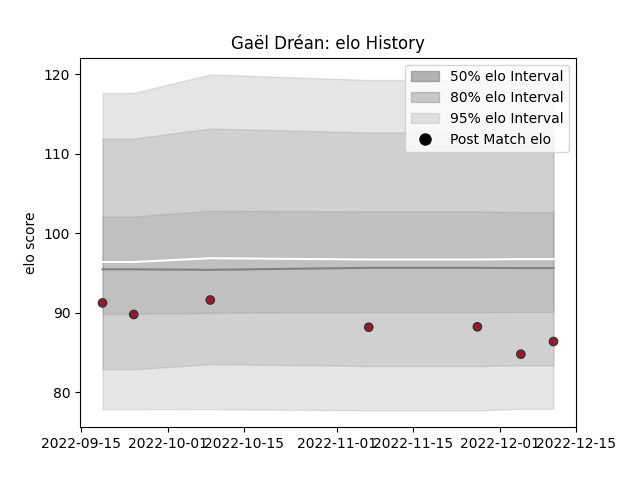 Gaël Dréan: elo History
50% elo Interval
80% elo Interval
95% elo Interval
Post Match elo
elo score
120
110
100
90
80
2022-09-15 2022-10-01 2022-10-15 2022-11-01 2022-11-15 2022-12-01 2022-12-15